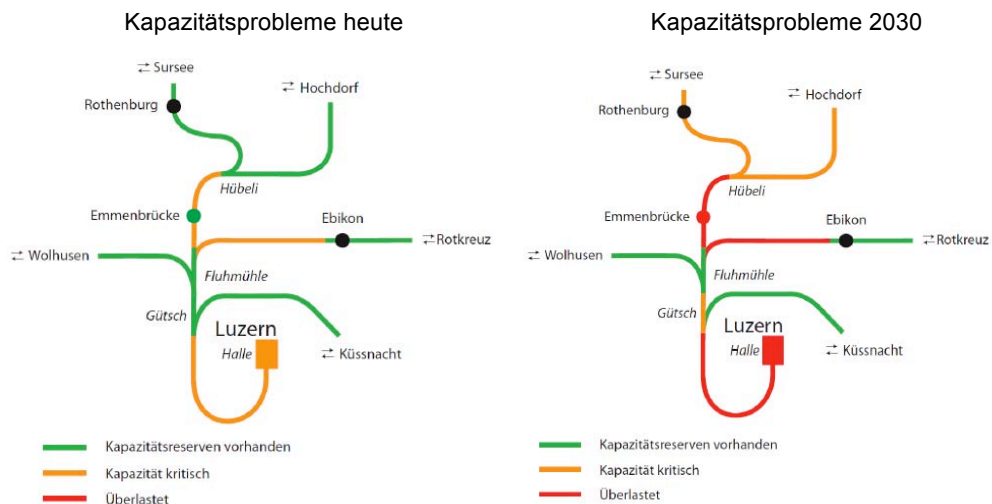 Kapazitätsprobleme heute
⇄ Sursee
Rothenburg
⇄ Hochdorf
Hübeli
Emmenbrücke
Ebikon
⇄ Rotkreuz
⇄ Wolhusen
Fluhmühle
Gütsch
Luzern
Halle
⇄ Küssnacht
Kapazitätsreserven vorhanden
Kapazität kritisch
Überlastet
Kapazitätsprobleme 2030
⇄ Sursee
Rothenburg
⇄ Hochdorf
Hübeli
Emmenbrücke
Ebikon
⇄ Rotkreuz
⇄ Wolhusen
Fluhmühle
Gütsch
Luzern
Halle
⇄ Küssnacht
Kapazitätsreserven vorhanden
Kapazität kritisch
Überlastet